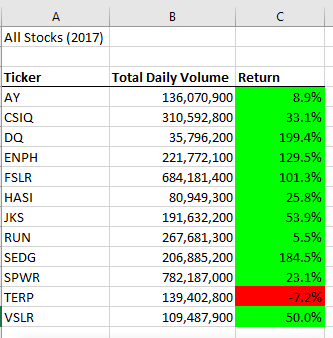 A B C
All Stocks (2017)
Ticker Total Daily Volume Return
AY 136,070,900 8.9%
CSIQ 310,592,800 33.1%
DQ 35,796,200 199.4%
ENPH 221,772,100 129.5%
FSLR 684,181,400 101.3%
HASI 80,949,300 25.8%
JKS 191,632,200 53.9%
RUN 267,681,300 5.5%
SEDG 206,885,200 184.5%
SPWR 782,187,000 23.1%
TERP 139,402,800 -7.2%
VSLR 109,487,900 50.0%